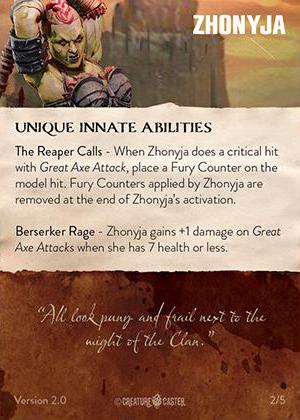 ZHONYJA
UNIQUE INNATE ABILITIES
The Reaper Calls - When Zhonyja does a critical hit
with Great Axe Attack, place a Fury Counter on the
model hit. Fury Counters applied by Zhonyja are
removed at the end of Zhonyja's activation.
Berserker Rage - Zhonyja gains +1 damage on Great
Axe Attacks when she has 7 health or less.
"All look puny and frail next to the
might of the Clan."
Version 2.0
© CREATURE CASTER
2/5